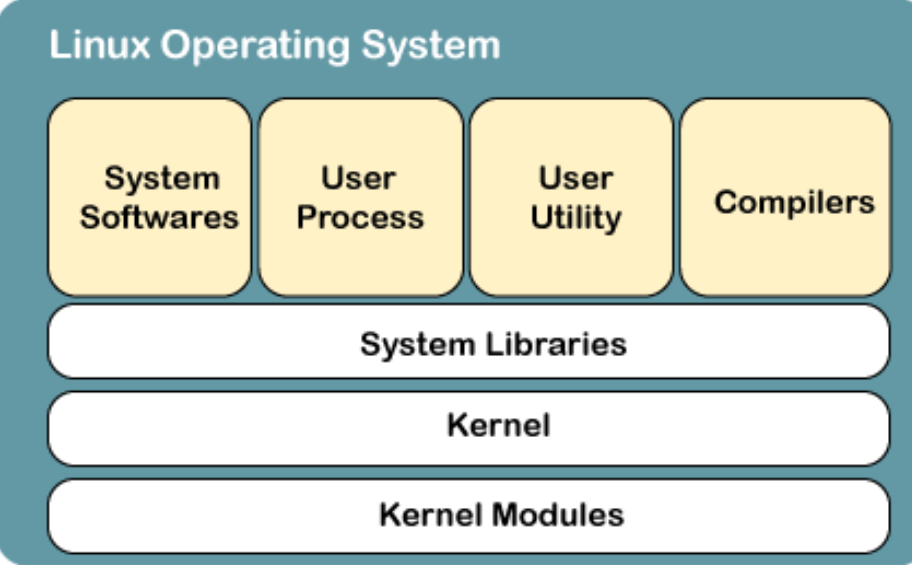 Linux Operating System
System
Softwares
User
Process
User
Utility
Compilers
System Libraries
Kernel
Kernel Modules